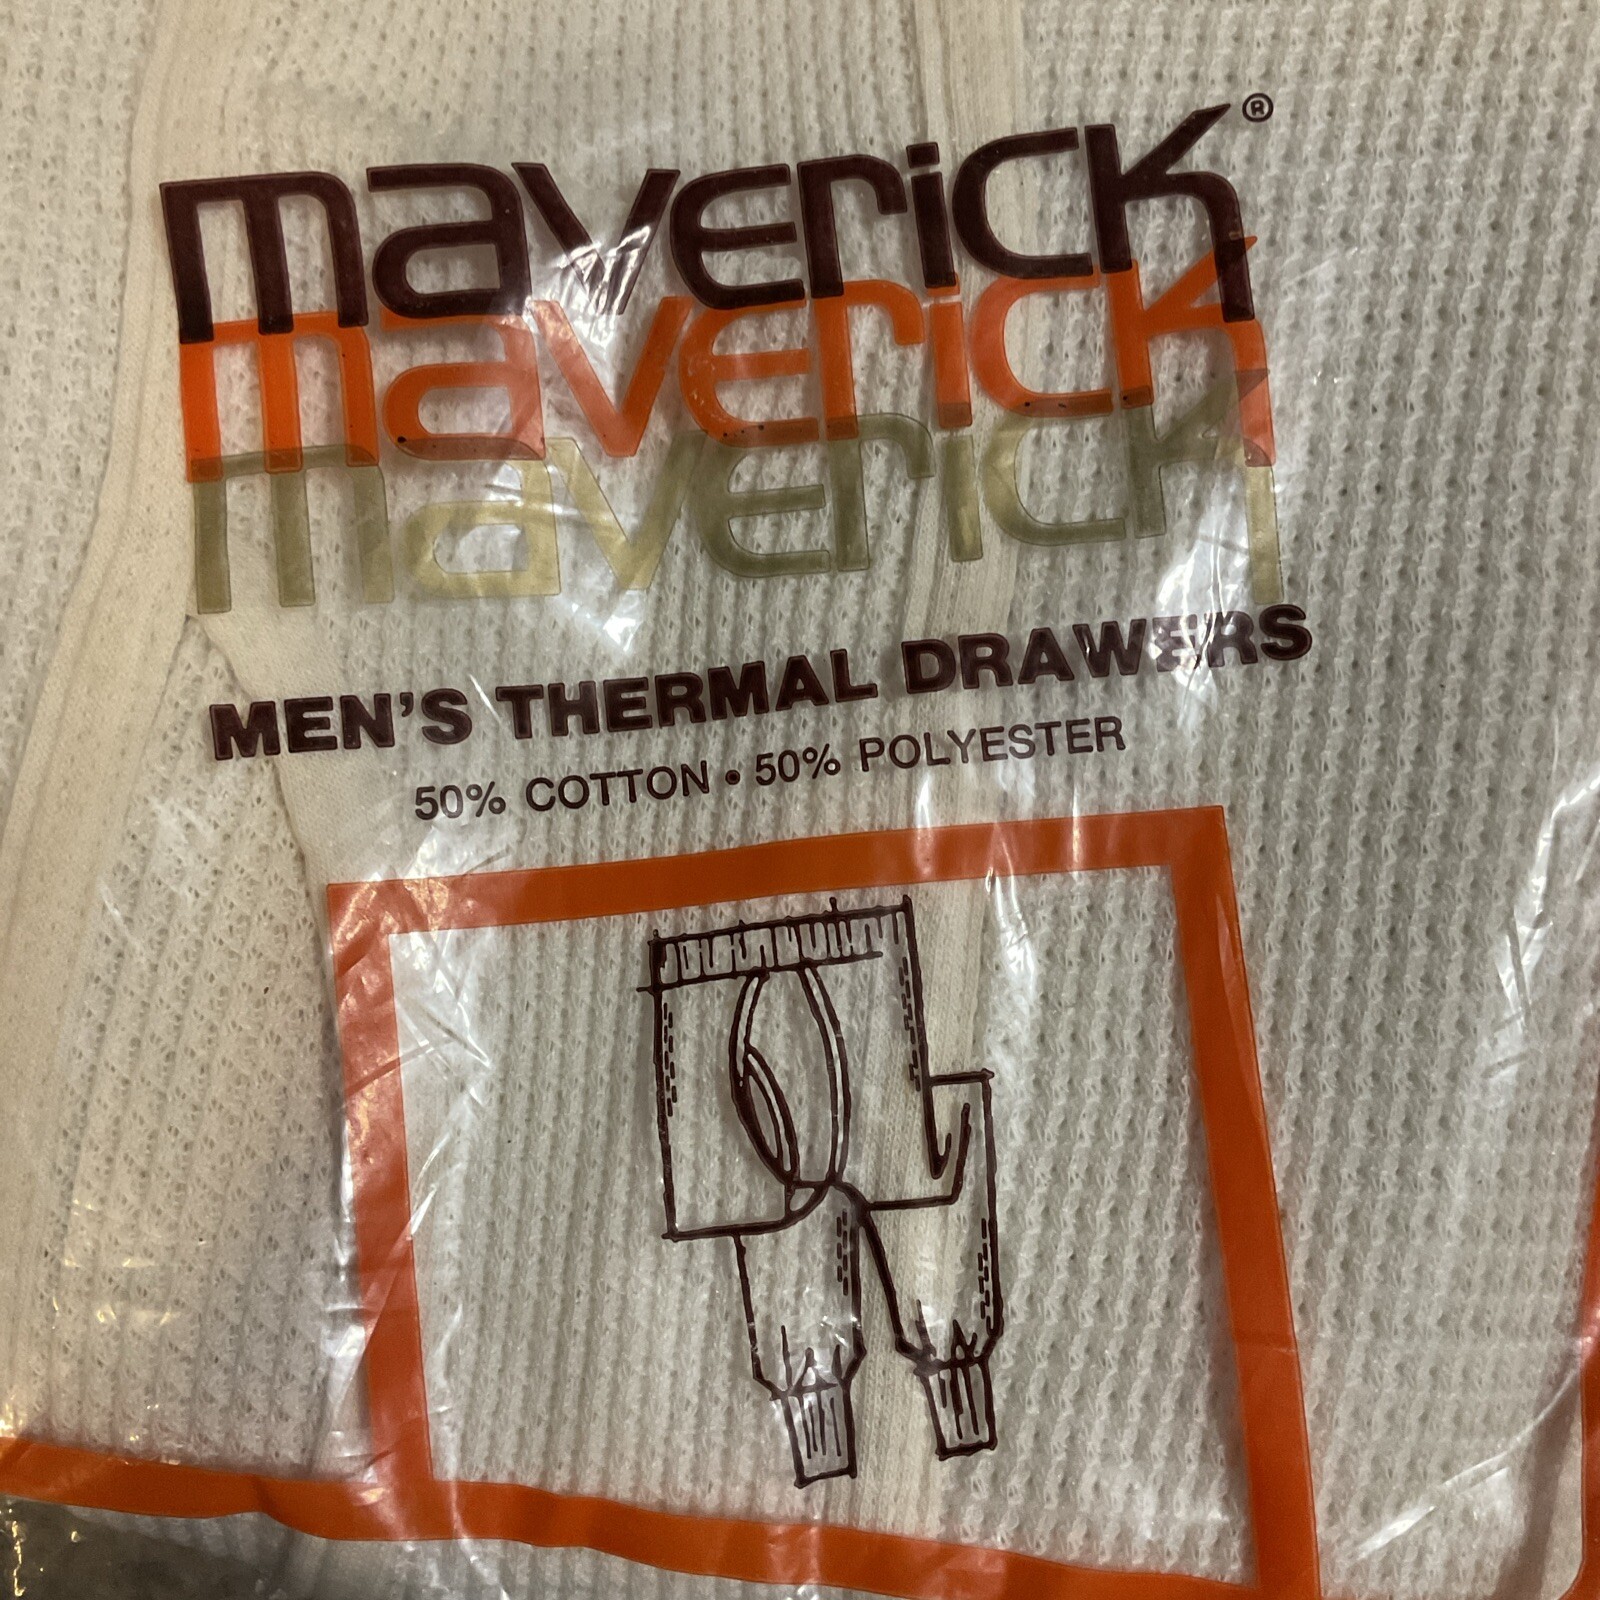 maverick®
maverick
maverick
MEN'S THERMAL DRAWERS
50% COTTON • 50% POLYESTER